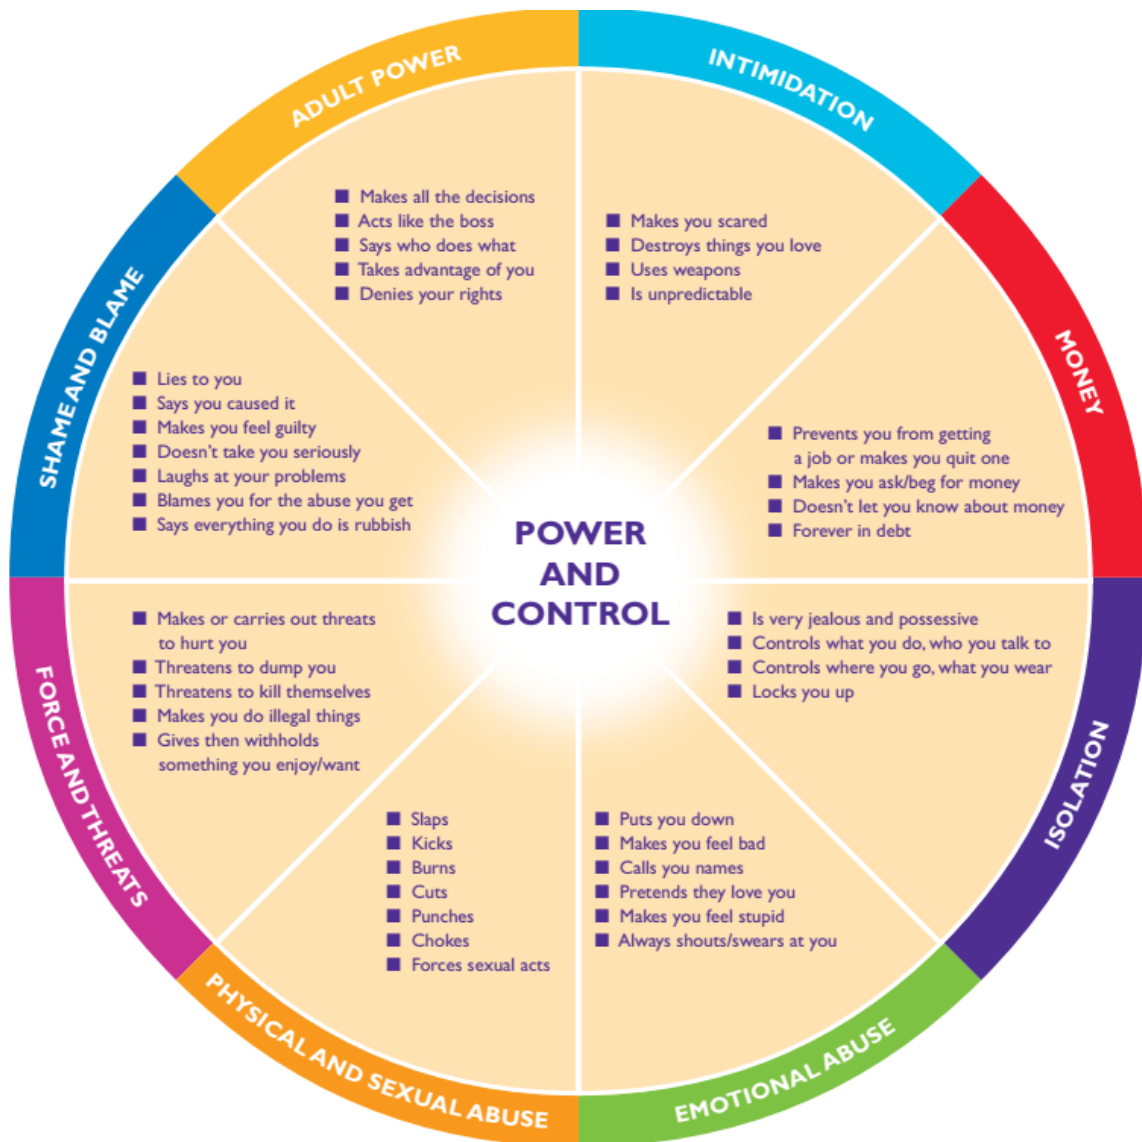 ADULT POWER
Makes all the decisions
Acts like the boss
Says who does what
Takes advantage of you
Denies your rights
INTIMIDATION
Makes you scared
Destroys things you love
Uses weapons
Is unpredictable
MONEY
Prevents you from getting
a job or makes you quit one
Makes you ask/beg for money
Doesn't let you know about money
Forever in debt
ISOLATION
Is very jealous and possessive
Controls what you do, who you talk to
Controls where you go, what you wear
Locks you up
EMOTIONAL ABUSE
Puts you down
Makes you feel bad
Calls you names
Pretends they love you
Makes you feel stupid
Always shouts/swears at you
PHYSICAL AND SEXUAL ABUSE
Slaps
Kicks
Burns
Cuts
Punches
Chokes
Forces sexual acts
FORCE AND THREATS
Makes or carries out threats
to hurt you
Threatens to dump you
Threatens to kill themselves
Makes you do illegal things
Gives then withholds
something you enjoy/want
SHAME AND BLAME
Lies to you
Says you caused it
Makes you feel guilty
Doesn't take you seriously
Laughs at your problems
Blames you for the abuse you get
Says everything you do is rubbish
POWER
AND
CONTROL